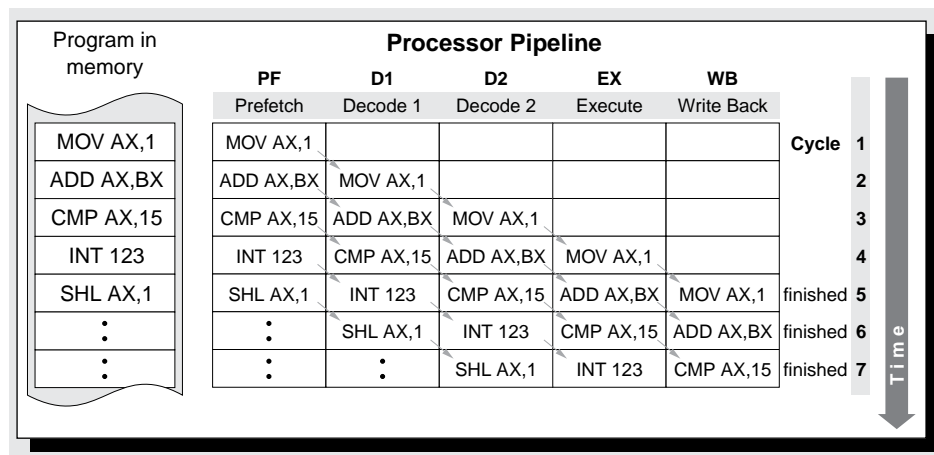 Program in
memory
Processor Pipeline
PF D1 D2 EX WB
Prefetch Decode 1 Decode 2 Execute Write Back
MOV AX,1 MOV AX,1 Cycle 1
ADD AX,BX ADD AX,BX MOV AX,1 2
CMP AX,15 CMP AX,15 ADD AX,BX MOV AX,1 3
INT 123 INT 123 CMP AX,15 ADD AX,BX MOV AX,1 4
SHL AX,1 SHL AX,1 INT 123 CMP AX,15 ADD AX,BX MOV AX,1 finished 5
SHL AX,1 INT 123 CMP AX,15 ADD AX,BX finished 6
SHL AX,1 INT 123 CMP AX,15 finished 7
Time